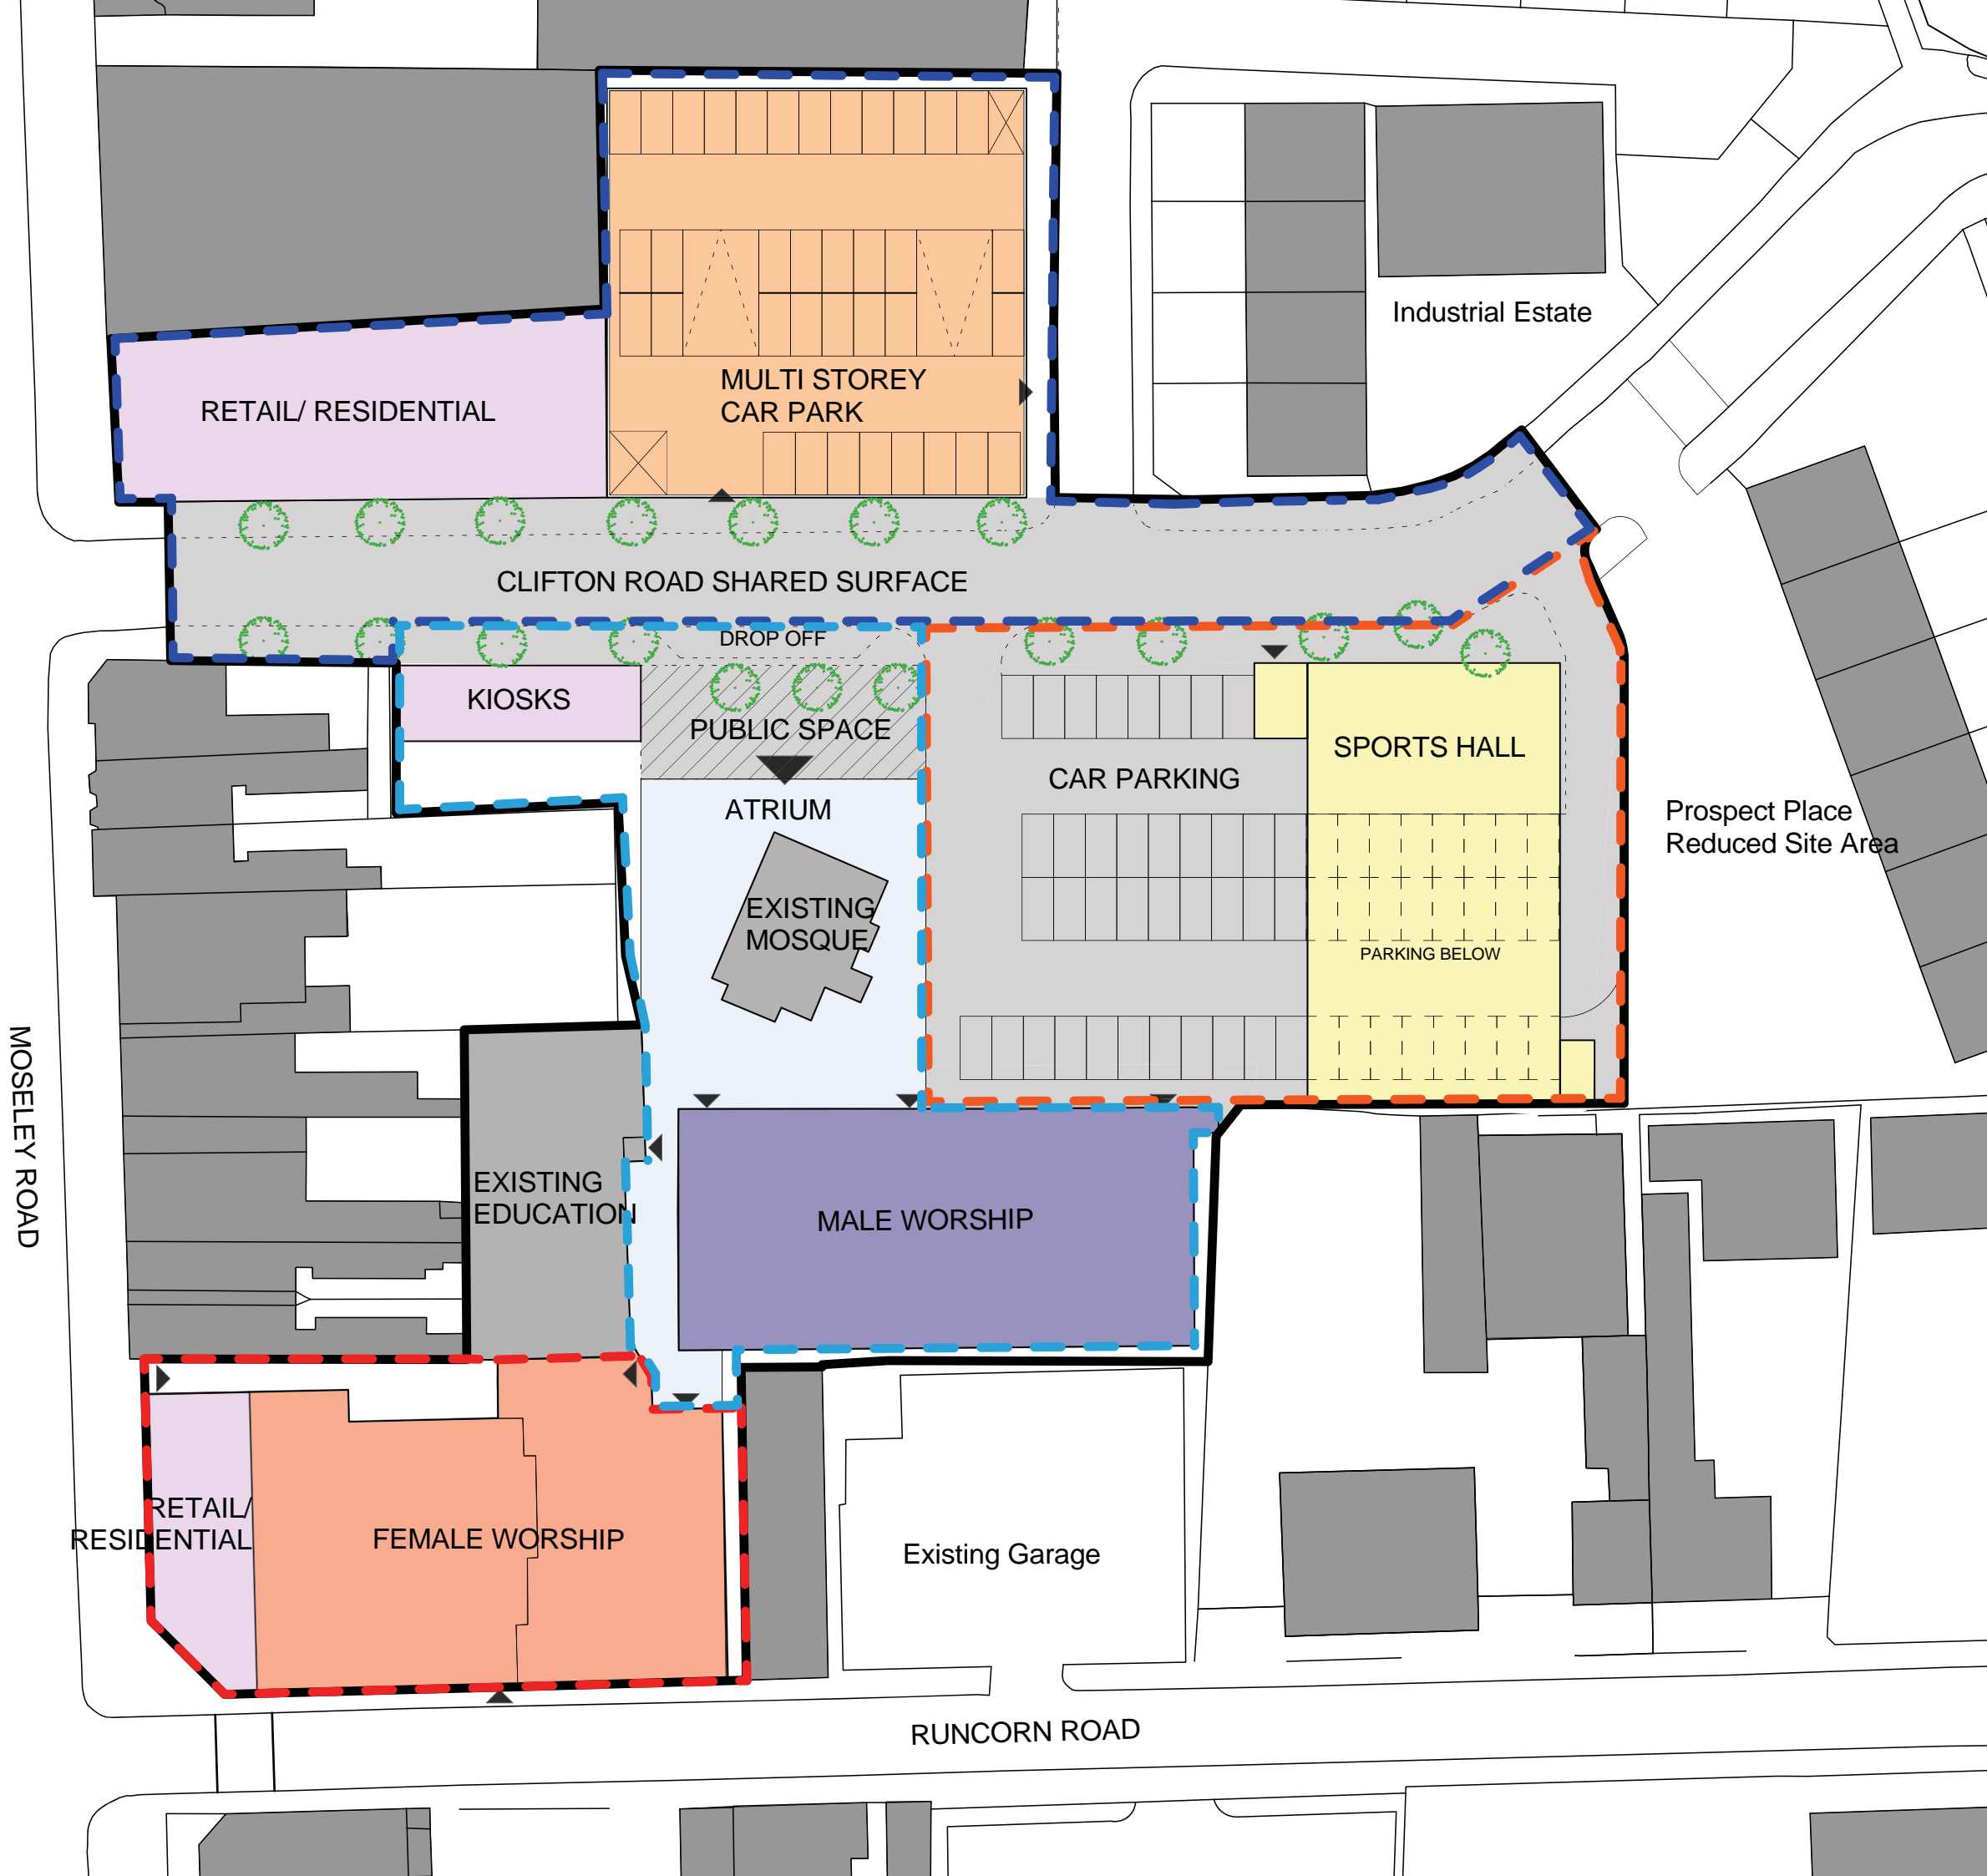 Industrial Estate
MULTI STOREY
CAR PARK
RETAIL/ RESIDENTIAL
CLIFTON ROAD SHARED SURFACE
DROP OFF
KIOSKS
PUBLIC SPACE
SPORTS HALL
CAR PARKING
ATRIUM
Prospect Place
Reduced Site Area
EXISTING
MOSQUE
PARKING BELOW
MOSELEY ROAD
EXISTING
EDUCATION
MALE WORSHIP
RETAIL/
RESIDENTIAL
FEMALE WORSHIP
Existing Garage
RUNCORN ROAD